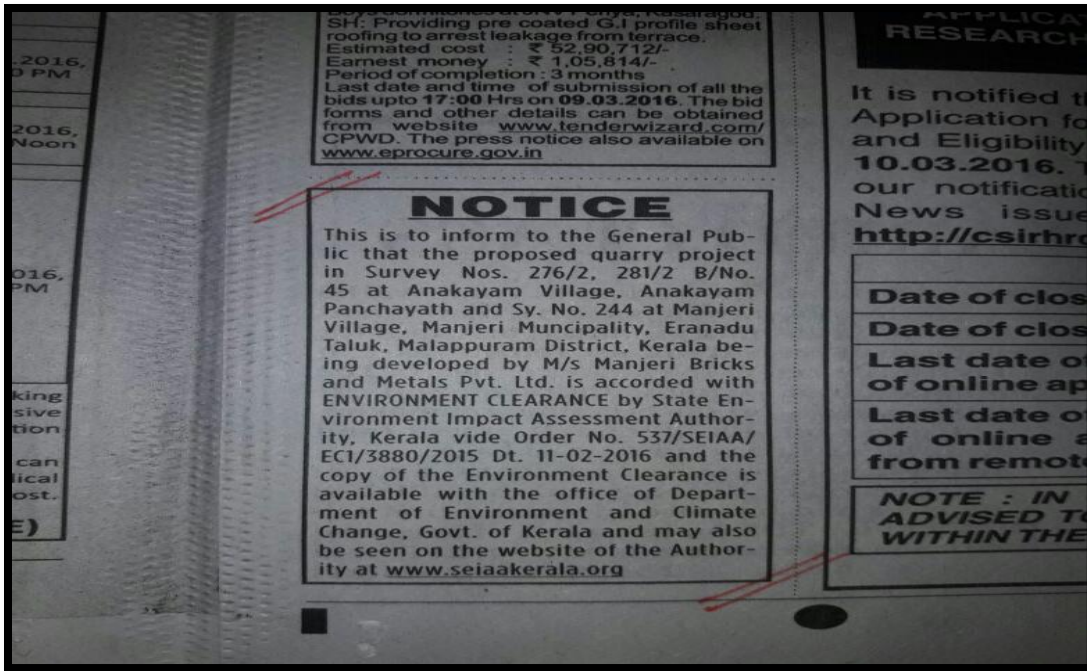 .2016,
0 PM
2016,
Noon
016,
PM
king
sive
tion
can
lical
ost.
E)
SH: Providing pre coated G.I profile sheet
roofing to arrest leakage from terrace.
Estimated cost : ₹ 52,90,712/-
Earnest money : ₹ 1,05,814/-
Period of completion : 3 months
Last date and time of submission of all the
bids upto 17:00 Hrs on 09.03.2016. The bid
forms and other details can be obtained
from website www.tenderwizard.com/
CPWD. The press notice also available on
www.eprocure.gov.in
NOTICE
This is to inform to the General Pub-
lic that the proposed quarry project
in Survey Nos. 276/2, 281/2 B/No.
45 at Anakayam Village, Anakayam
Panchayath and Sy. No. 244 at Manjeri
Village, Manjeri Muncipality, Eranadu
Taluk, Malappuram District, Kerala be-
ing developed by M/s Manjeri Bricks
and Metals Pvt. Ltd. is accorded with
ENVIRONMENT CLEARANCE by State En-
vironment Impact Assessment Author-
ity, Kerala vide Order No. 537/SEIAA/
EC1/3880/2015 Dt. 11-02-2016 and the
copy of the Environment Clearance is
available with the office of Depart-
ment of Environment and Climate
Change, Govt. of Kerala and may also
be seen on the website of the Author-
ity at www.seiaakerala.org
APPLICA
RESEARCH
It is notified t
Application fo
and Eligibility
10.03.2016.
our notificatio
News issue
http://csirhr
Date of clos
Date of clos
Last date o
of online ap
Last date o
of online a
from remot
NOTE : IN
ADVISED T
WITHIN THE